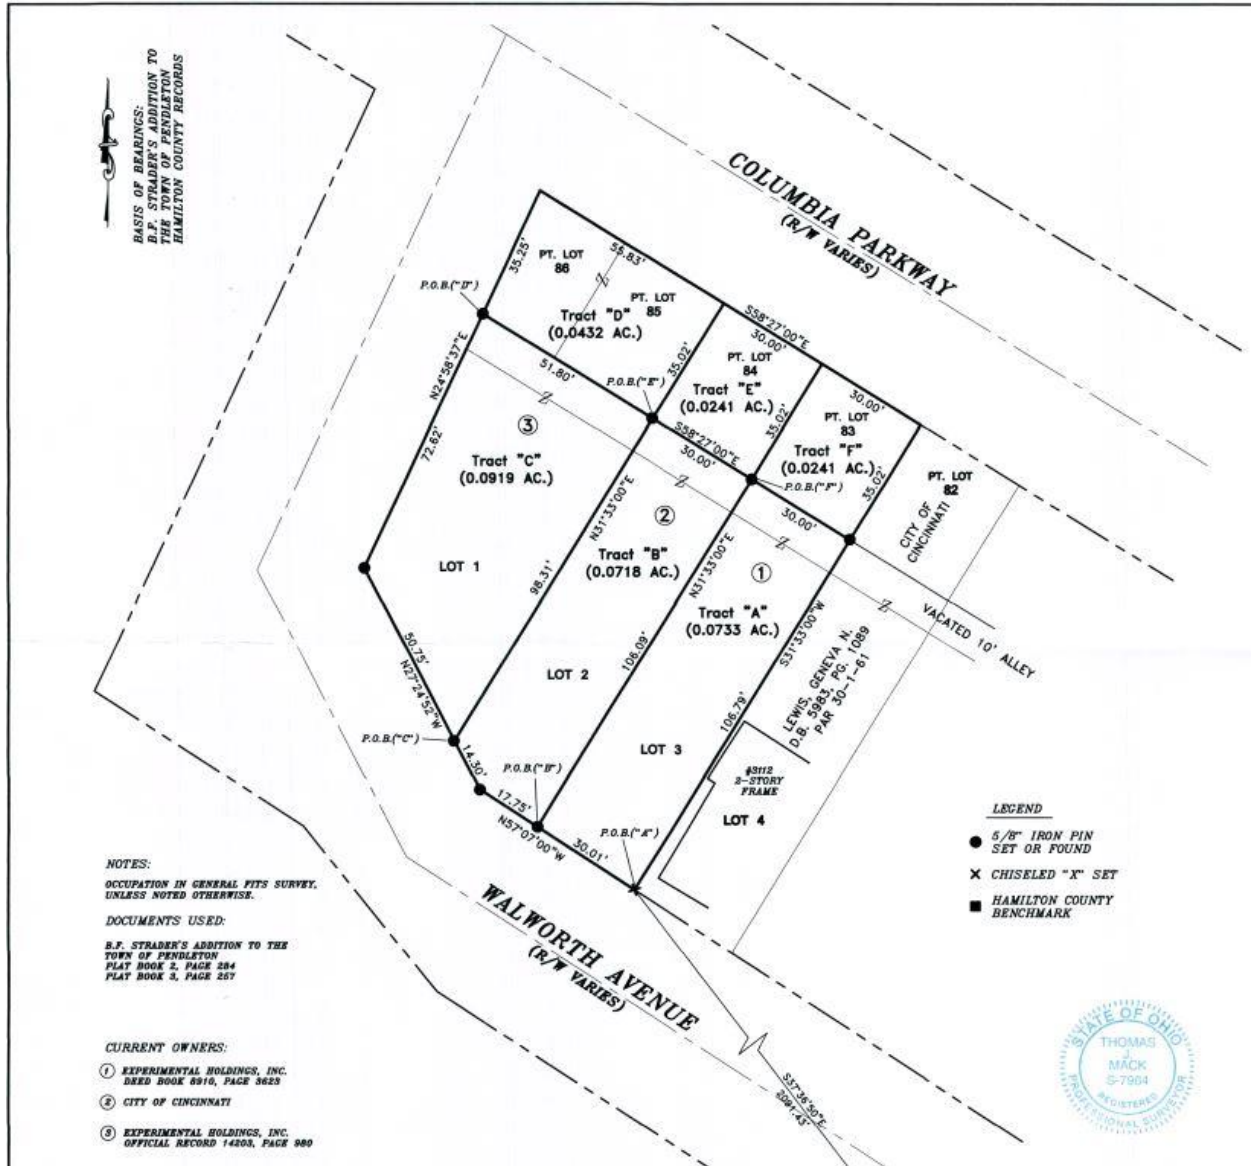 BASIS OF BEARINGS:
B.F. STRADER'S ADDITION TO
THE TOWN OF PENDLETON
HAMILTON COUNTY RECORDS
COLUMBIA PARKWAY
(R/W VARIES)
35.25'
PT. LOT
86
55.83'
P.O.B.("D")
Tract "D"
(0.0432 AC.)
PT. LOT
85
S58°27'00"E
30.00'
N24°58'37"E
72.62'
51.80'
P.O.B.("E")
35.02'
PT. LOT
84
Tract "E"
(0.0241 AC.)
35.02'
30.00'
PT. LOT
83
Tract "F"
(0.0241 AC.)
35.02'
3
Tract "C"
(0.0919 AC.)
S58°27'00"E
30.00'
P.O.B.("F")
30.00'
PT. LOT
82
CITY OF
CINCINNATI
LOT 1
N31°33'00"E
98.31'
2
Tract "B"
(0.0718 AC.)
N31°33'00"E
106.09'
1
Tract "A"
(0.0733 AC.)
S31°33'00"W
106.79'
VACATED 10' ALLEY
LEWIS, GENEVA N.
D.B. 5983, PG. 1089
PAR 30-1-61
50.75'
N27°24'52"W
LOT 2
P.O.B.("C")
14.30'
LOT 3
P.O.B.("B")
17.75'
N57°07'00"W
30.01'
P.O.B.("A")
#3112
2-STORY
FRAME
LOT 4
WALWORTH AVENUE
(R/W VARIES)
S37°36'50"E
2091.43'
LEGEND
5/8" IRON PIN
SET OR FOUND
CHISELED "X" SET
HAMILTON COUNTY
BENCHMARK
NOTES:
OCCUPATION IN GENERAL FITS SURVEY,
UNLESS NOTED OTHERWISE.
DOCUMENTS USED:
B.F. STRADER'S ADDITION TO THE
TOWN OF PENDLETON
PLAT BOOK 2, PAGE 284
PLAT BOOK 3, PAGE 257
CURRENT OWNERS:
1 EXPERIMENTAL HOLDINGS, INC.
DEED BOOK 8910, PAGE 3623
2 CITY OF CINCINNATI
3 EXPERIMENTAL HOLDINGS, INC.
OFFICIAL RECORD 14203, PAGE 980
STATE OF OHIO
THOMAS
J.
MACK
S-7964
REGISTERED
PROFESSIONAL SURVEYOR